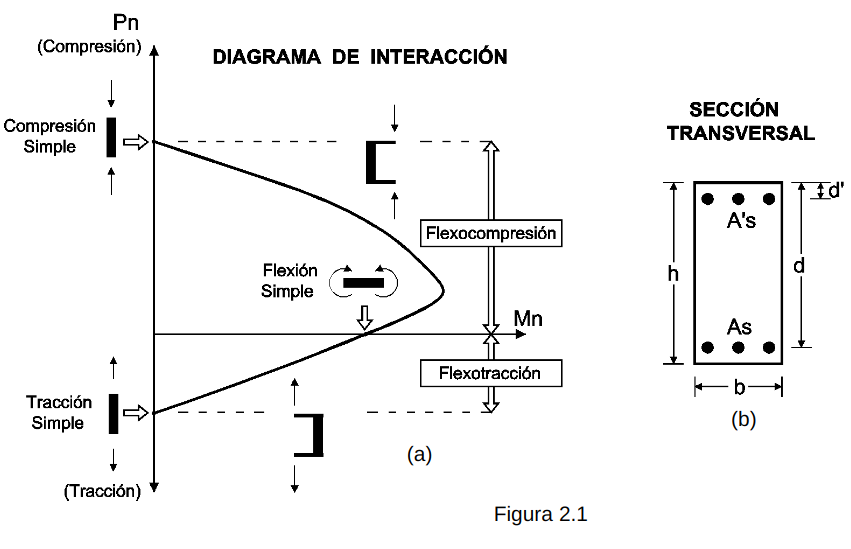 Pn
(Compresión)
DIAGRAMA DE INTERACCIÓN
Compresión
Simple
Flexocompresión
Flexión
Simple
Mn
Flexotracción
Tracción
Simple
(a)
(Tracción)
SECCIÓN
TRANSVERSAL
d'
A's
h
d
As
b
(b)
Figura 2.1